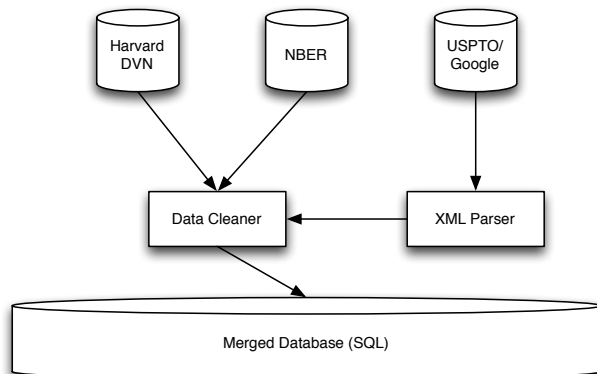 Harvard
DVN
NBER
USPTO/
Google
Data Cleaner
XML Parser
Merged Database (SQL)